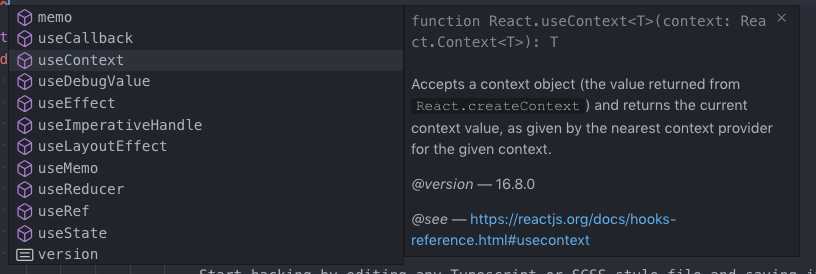 memo
useCallback
useContext
useDebugValue
useEffect
useImperativeHandle
useLayoutEffect
useMemo
useReducer
useRef
useState
version
function React.useContext<T>(context: Rea
ct.Context<T>): T
Accepts a context object (the value returned from
React.createContext) and returns the current
context value, as given by the nearest context provider
for the given context.
@version — 16.8.0
@see — https://reactjs.org/docs/hooks-
reference.html#usecontext
Start hacking by editing any Typescript or SCSS style file and saving i